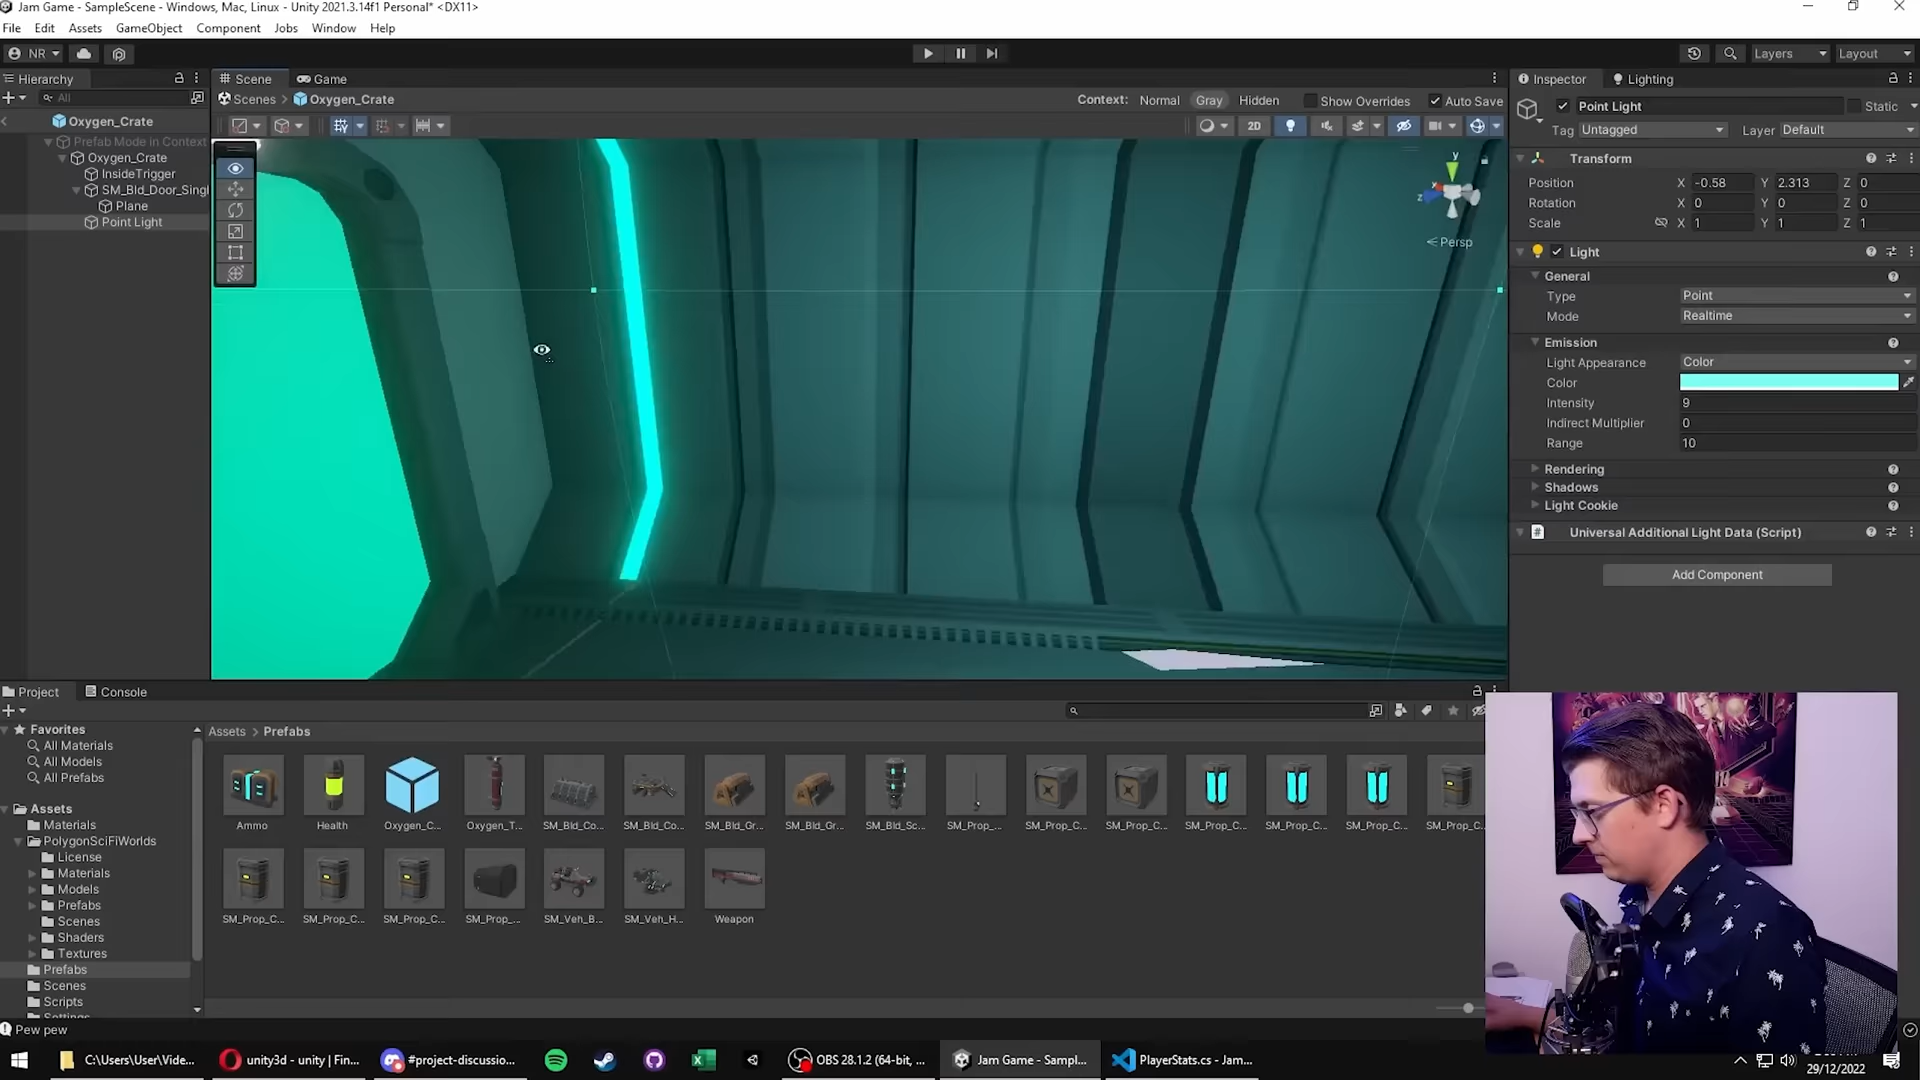 Jam Game - SampleScene - Windows, Mac, Linux - Unity 2021.3.14f1 Personal* <DX11>
File Edit Assets GameObject Component Jobs Window Help
NR Layers Layout
Hierarchy Scene Game Inspector Lighting
All Scenes Oxygen_Crate Context: Normal Gray Hidden Show Overrides Auto Save
Point Light Static
Oxygen_Crate
2D
Tag Untagged Layer Default
Prefab Mode in Context
Oxygen_Crate
InsideTrigger
SM_Bld_Door_Singl
Plane
Point Light
y
x
z
Persp
Transform
Position X -0.58 Y 2.313 Z 0
Rotation X 0 Y 0 Z 0
Scale X 1 Y 1 Z 1
Light
General
Type Point
Mode Realtime
Emission
Light Appearance Color
Color
Intensity 9
Indirect Multiplier 0
Range 10
Rendering
Shadows
Light Cookie
Universal Additional Light Data (Script)
Add Component
Project Console
Favorites
All Materials
All Models
All Prefabs
Assets
Materials
PolygonSciFiWorlds
License
Materials
Models
Prefabs
Scenes
Shaders
Textures
Prefabs
Scenes
Scripts
Settings
Assets > Prefabs
Ammo Health Oxygen_C... Oxygen_T... SM_Bld_Co... SM_Bld_Co... SM_Bld_Gr... SM_Bld_Gr... SM_Bld_Sc... SM_Prop_... SM_Prop_C... SM_Prop_C... SM_Prop_C... SM_Prop_C... SM_Prop_C... SM_Prop_C...
SM_Prop_C... SM_Prop_C... SM_Prop_C... SM_Prop_... SM_Veh_B... SM_Veh_H... Weapon
Pew pew
C:\Users\User\Vide... unity3d - unity | Fin... #project-discussio... OBS 28.1.2 (64-bit, ... Jam Game - Sampl... PlayerStats.cs - Jam...
29/12/2022